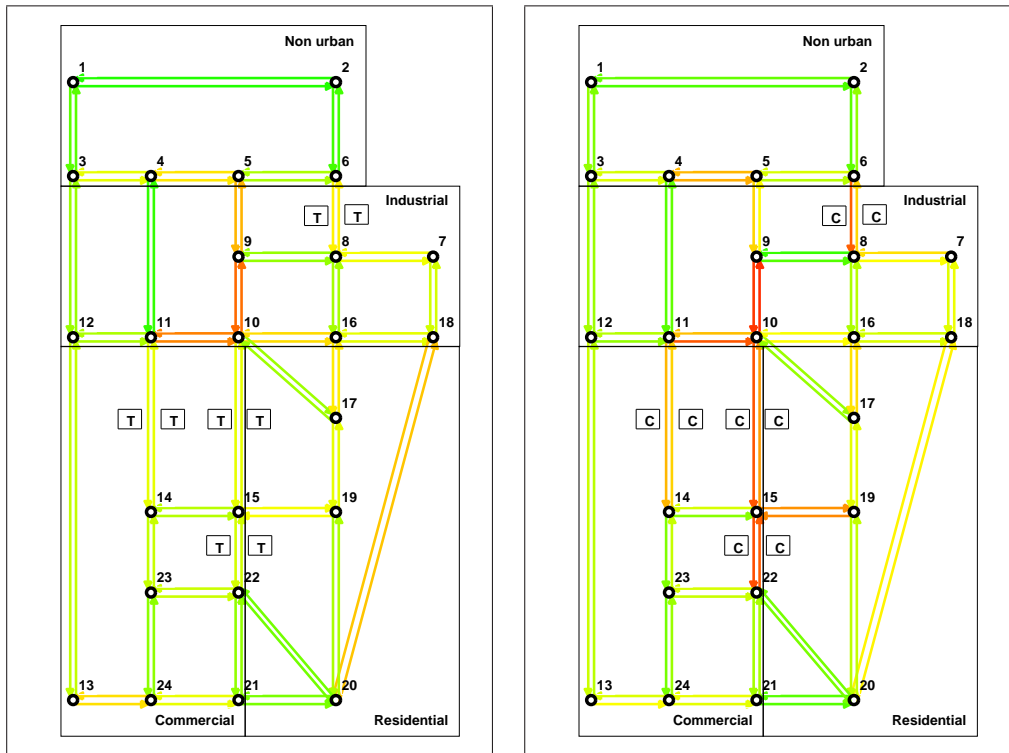 Non urban
1 2
3 4 5 6
Industrial
T T
9 8 7
12 11 10 16 18
17
T T T T
14 15 19
T T
23 22
13 24 21 20
Commercial Residential
Non urban
1 2
3 4 5 6
Industrial
C C
9 8 7
12 11 10 16 18
17
C C C C
14 15 19
C C
23 22
13 24 21 20
Commercial Residential